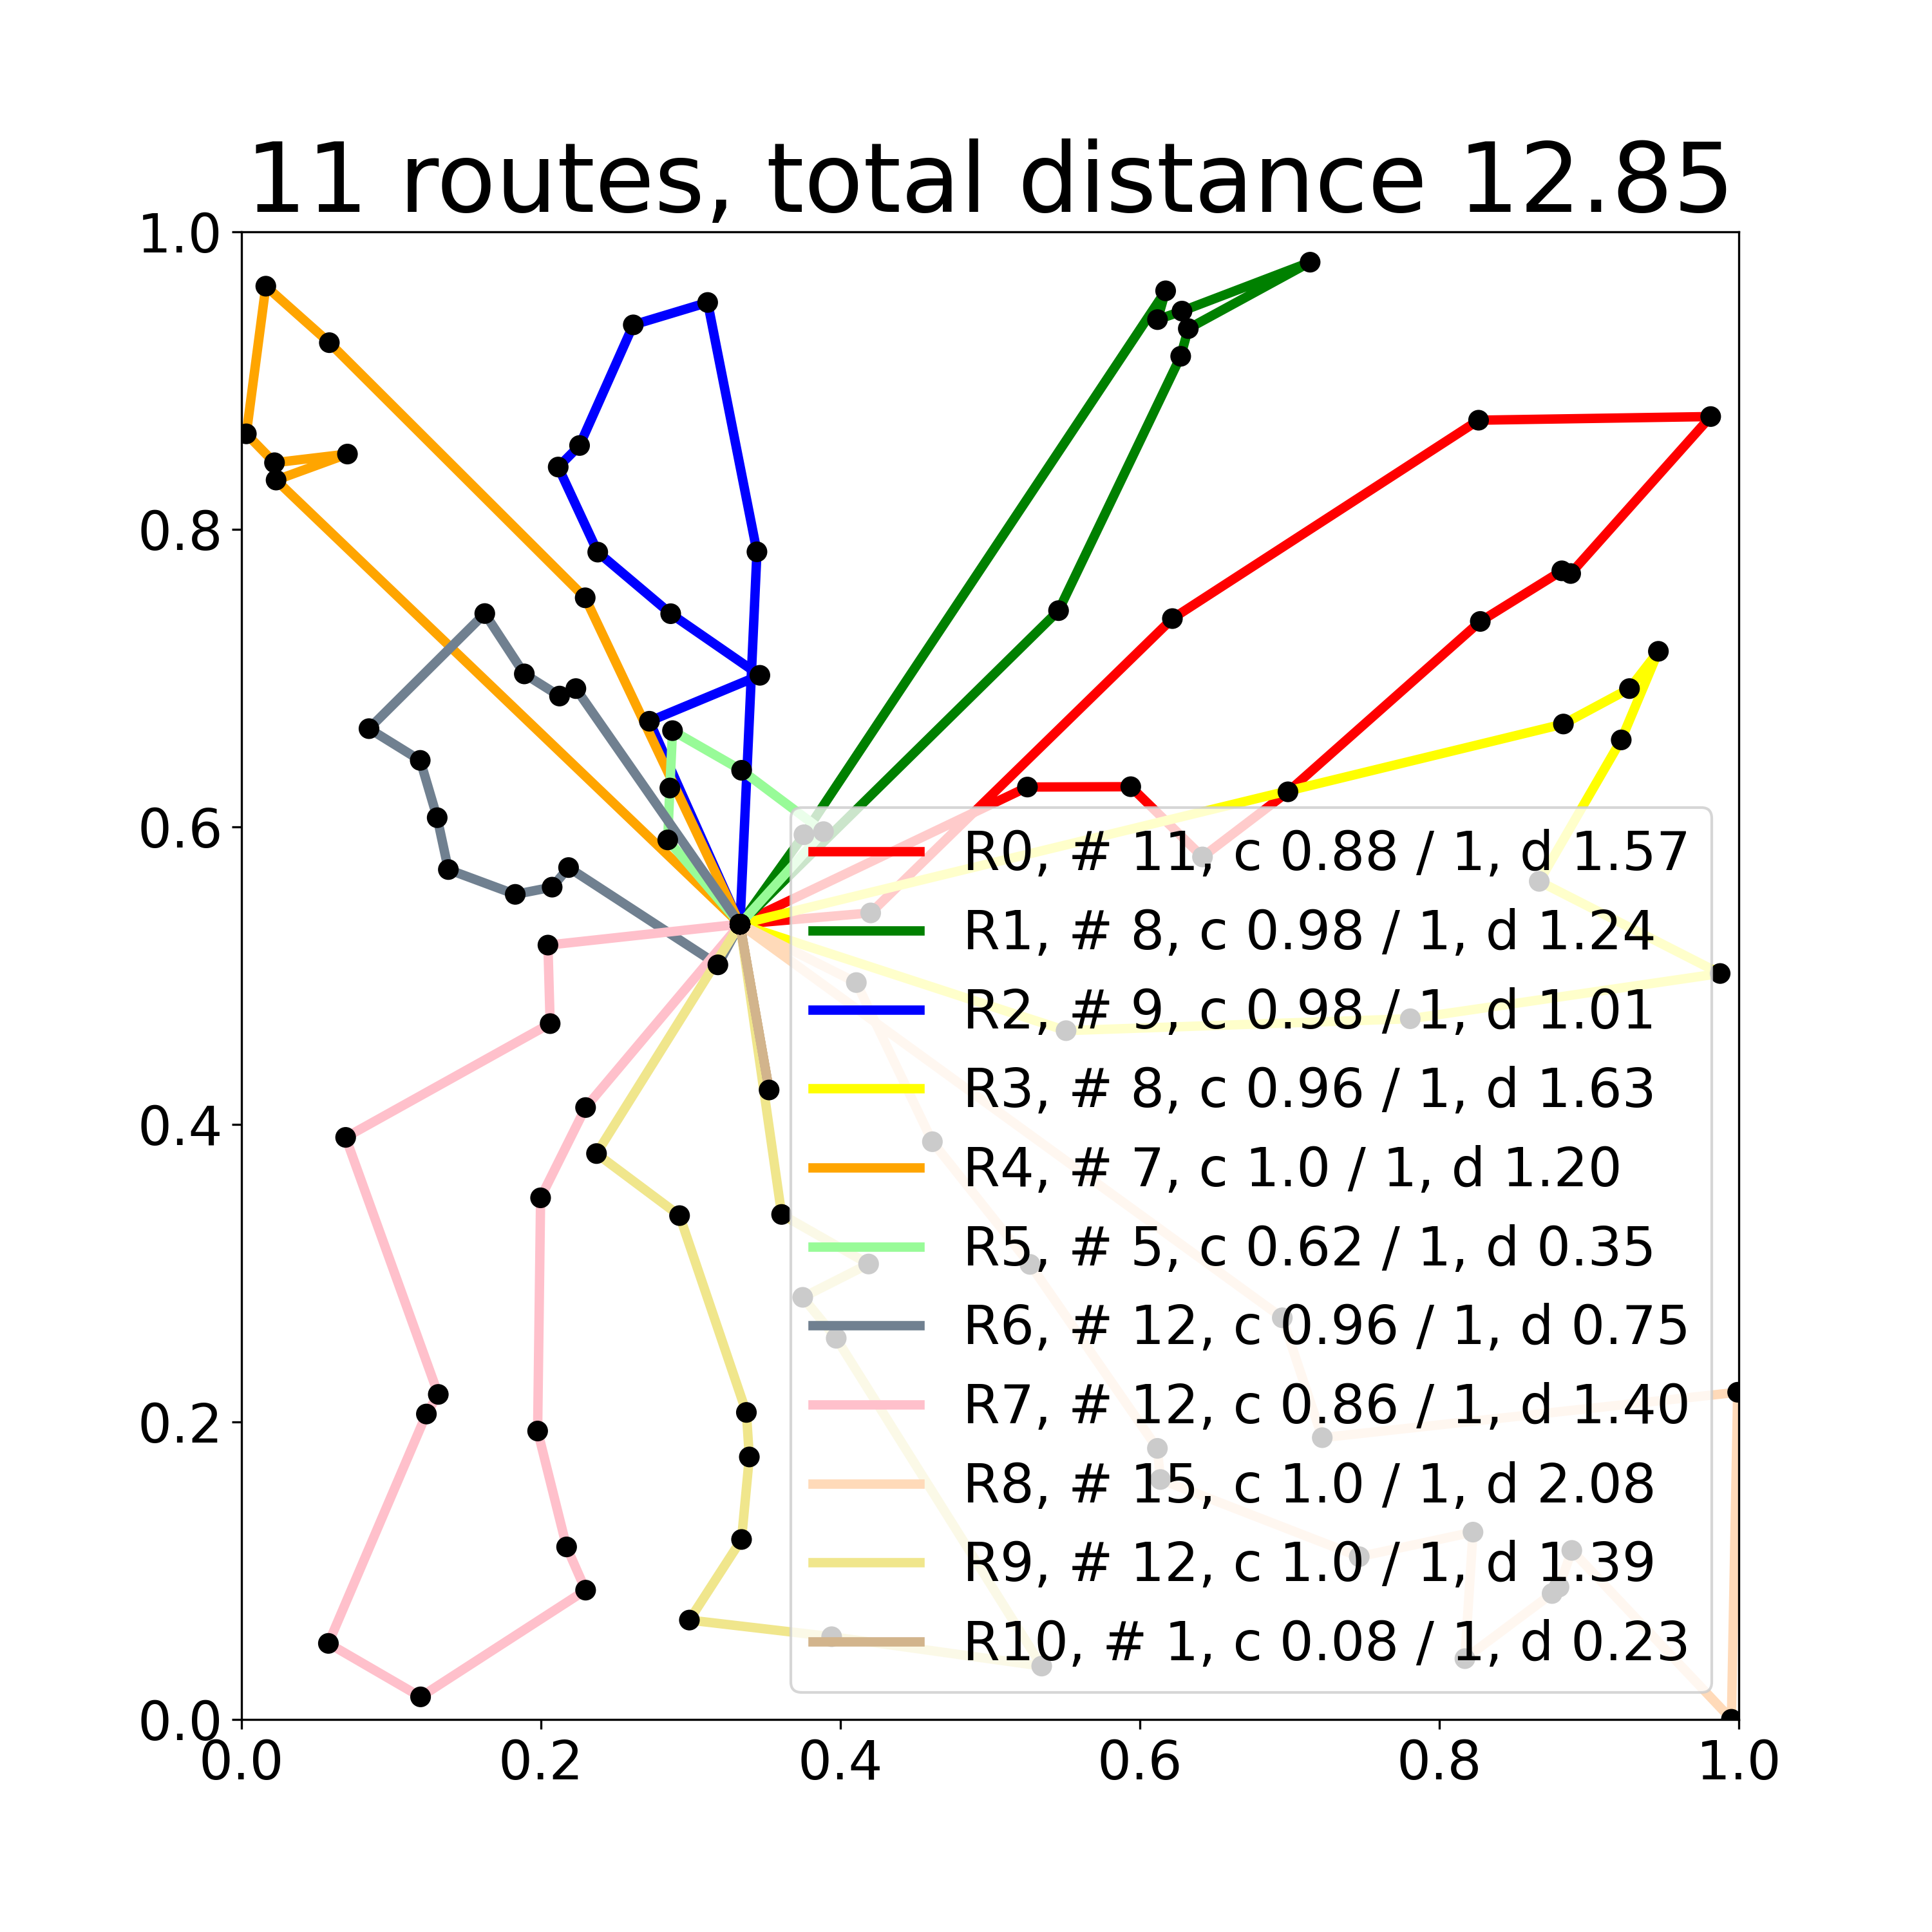 11 routes, total distance 12.85
1.0
0.8
0.6
0.4
0.2
0.0
0.0 0.2 0.4 0.6 0.8 1.0
R0, # 11, c 0.88 / 1, d 1.57
R1, # 8, c 0.98 / 1, d 1.24
R2, # 9, c 0.98 / 1, d 1.01
R3, # 8, c 0.96 / 1, d 1.63
R4, # 7, c 1.0 / 1, d 1.20
R5, # 5, c 0.62 / 1, d 0.35
R6, # 12, c 0.96 / 1, d 0.75
R7, # 12, c 0.86 / 1, d 1.40
R8, # 15, c 1.0 / 1, d 2.08
R9, # 12, c 1.0 / 1, d 1.39
R10, # 1, c 0.08 / 1, d 0.23